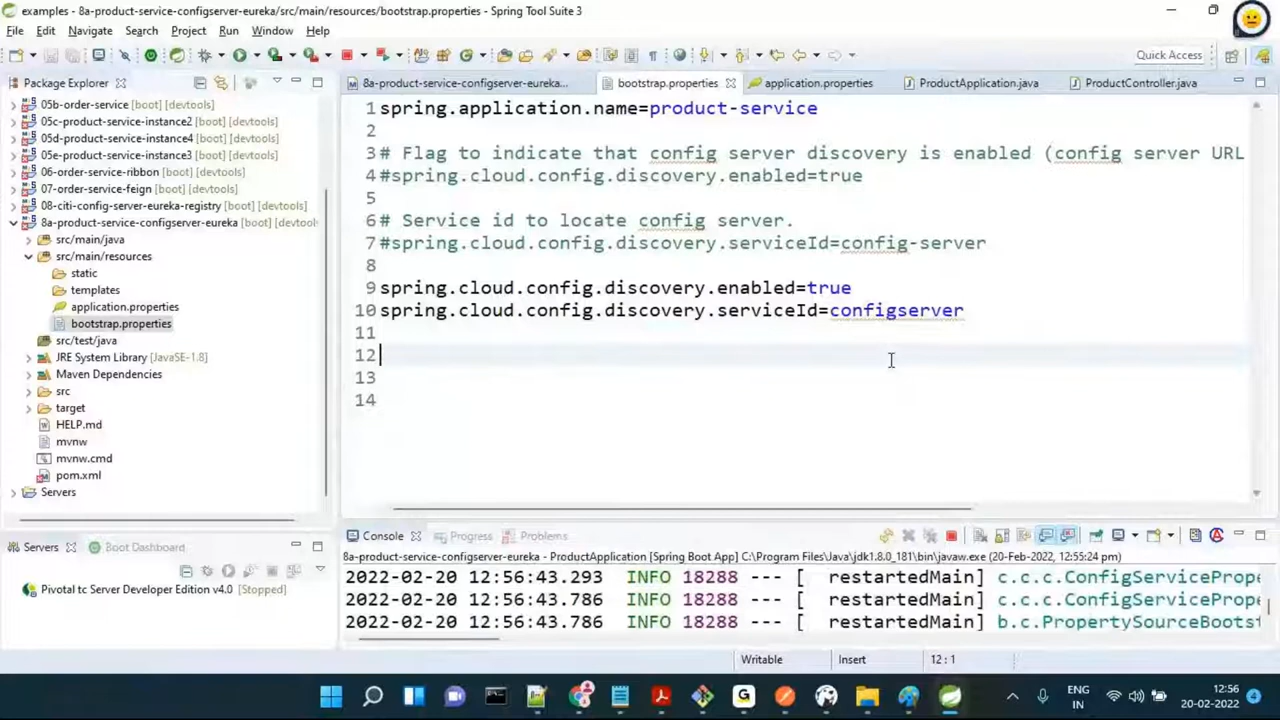 examples - 8a-product-service-configserver-eureka/src/main/resources/bootstrap.properties - Spring Tool Suite 3
File Edit Navigate Search Project Run Window Help
Quick Access
Package Explorer
05b-order-service [boot] [devtools]
05c-product-service-instance2 [boot] [devtools]
05d-product-service-instance4 [boot] [devtools]
05e-product-service-instance3 [boot] [devtools]
06-order-service-ribbon [boot] [devtools]
07-order-service-feign [boot] [devtools]
08-citi-config-server-eureka-registry [boot] [devtools]
8a-product-service-configserver-eureka [boot] [devtools
src/main/java
src/main/resources
static
templates
application.properties
bootstrap.properties
src/test/java
JRE System Library [JavaSE-1.8]
Maven Dependencies
src
target
HELP.md
mvnw
mvnw.cmd
pom.xml
Servers
8a-product-service-configserver-eureka... bootstrap.properties application.properties ProductApplication.java ProductController.java
1 spring.application.name=product-service
2
3 # Flag to indicate that config server discovery is enabled (config server URL
4 #spring.cloud.config.discovery.enabled=true
5
6 # Service id to locate config server.
7 #spring.cloud.config.discovery.serviceId=config-server
8
9 spring.cloud.config.discovery.enabled=true
10 spring.cloud.config.discovery.serviceId=configserver
11
12
13
14
Servers Boot Dashboard
Pivotal tc Server Developer Edition v4.0 [Stopped]
Console Progress Problems
8a-product-service-configserver-eureka - ProductApplication [Spring Boot App] C:\Program Files\Java\jdk1.8.0_181\bin\javaw.exe (20-Feb-2022, 12:55:24 pm)
2022-02-20 12:56:43.293 INFO 18288 --- [ restartedMain] c.c.c.ConfigServicePrope
2022-02-20 12:56:43.786 INFO 18288 --- [ restartedMain] c.c.c.ConfigServicePrope
2022-02-20 12:56:43.786 INFO 18288 --- [ restartedMain] b.c.PropertySourceBootst
Writable Insert 12 : 1
ENG
IN
12:56
20-02-2022
4